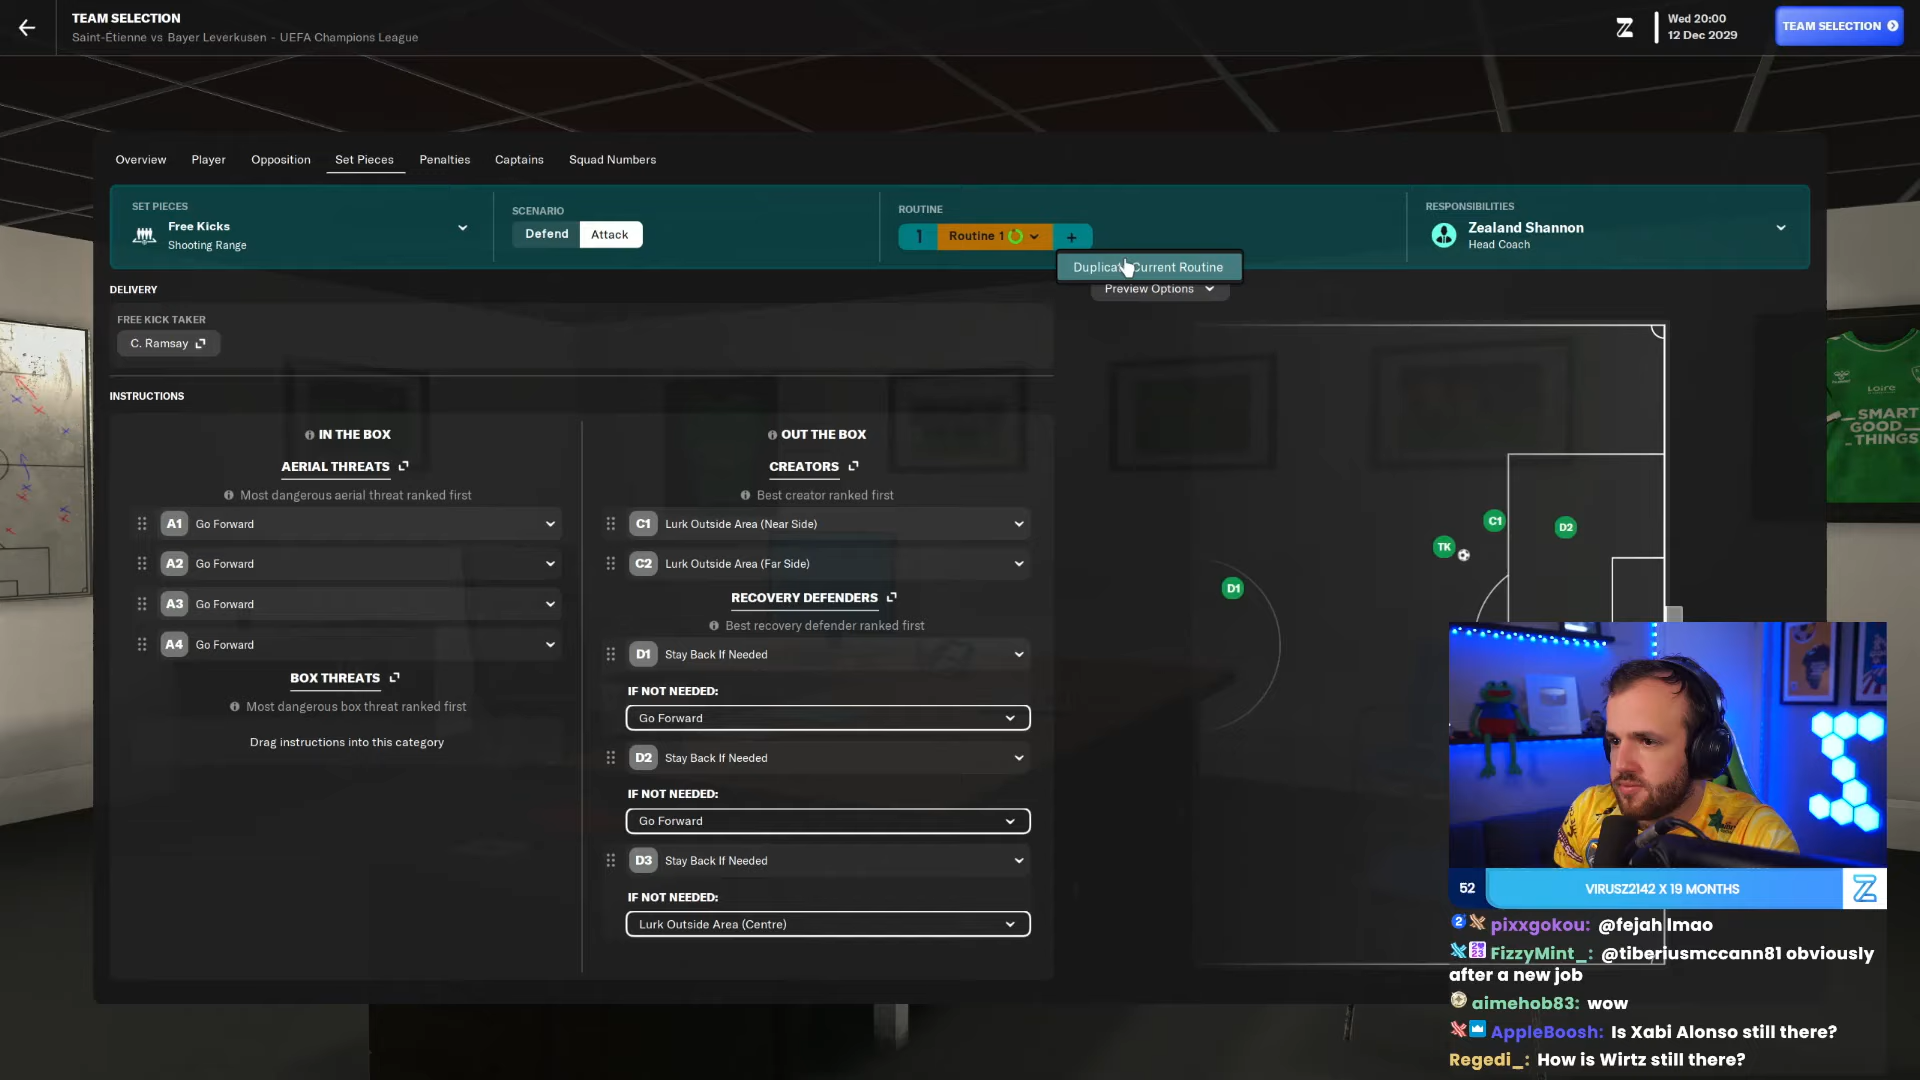 TEAM SELECTION
Saint-Étienne vs Bayer Leverkusen - UEFA Champions League
Wed 20:00
12 Dec 2029
TEAM SELECTION
Overview
Player
Opposition
Set Pieces
Penalties
Captains
Squad Numbers
SET PIECES
Free Kicks
Shooting Range
SCENARIO
Defend
Attack
ROUTINE
1
Routine 1
+
Duplicate Current Routine
RESPONSIBILITIES
Zealand Shannon
Head Coach
Preview Options
DELIVERY
FREE KICK TAKER
C. Ramsay
INSTRUCTIONS
IN THE BOX
AERIAL THREATS
Most dangerous aerial threat ranked first
A1 Go Forward
A2 Go Forward
A3 Go Forward
A4 Go Forward
BOX THREATS
Most dangerous box threat ranked first
Drag instructions into this category
OUT THE BOX
CREATORS
Best creator ranked first
C1 Lurk Outside Area (Near Side)
C2 Lurk Outside Area (Far Side)
RECOVERY DEFENDERS
Best recovery defender ranked first
D1 Stay Back If Needed
IF NOT NEEDED:
Go Forward
D2 Stay Back If Needed
IF NOT NEEDED:
Go Forward
D3 Stay Back If Needed
IF NOT NEEDED:
Lurk Outside Area (Centre)
C1
D2
TK
D1
LOIRE
SMART
GOOD
THINGS
52
VIRUSZ2142 X 19 MONTHS
pixxgokou: @fejah lmao
FizzyMint_: @tiberiusmccann81 obviously
after a new job
aimehob83: wow
AppleBoosh: Is Xabi Alonso still there?
Regedi_: How is Wirtz still there?